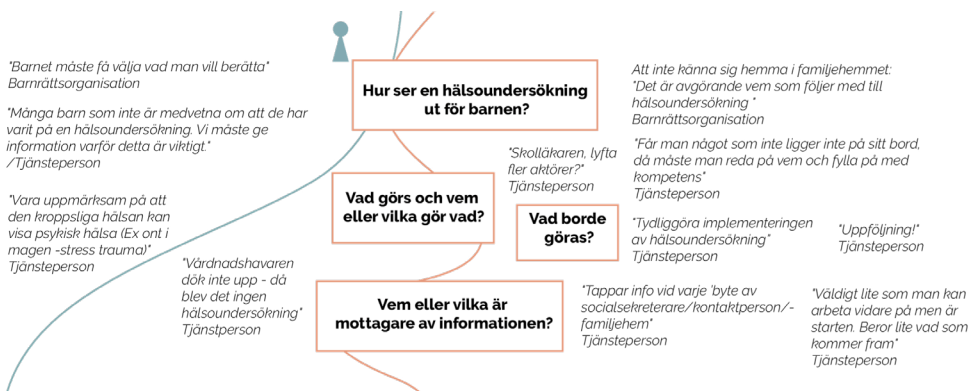 "Barnet måste få välja vad man vill berätta"
Barnrättsorganisation
"Många barn som inte är medvetna om att de har
varit på en hälsoundersökning. Vi måste ge
information varför detta är viktigt."
/Tjänsteperson
"Vara uppmärksam på att
den kroppsliga hälsan kan
visa psykisk hälsa (Ex ont i
magen -stress trauma)"
Tjänsteperson
"Vårdnadshavaren
dök inte upp - då
blev det ingen
hälsoundersökning"
Tjänstperson
Hur ser en hälsoundersökning
ut för barnen?
Vad görs och vem
eller vilka gör vad?
"Skolläkaren, lyfta
fler aktörer?"
Tjänsteperson
Vad borde
göras?
Vem eller vilka är
mottagare av informationen?
Att inte känna sig hemma i familjehemmet:
"Det är avgörande vem som följer med till
hälsoundersökning "
Barnrättsorganisation
"Får man något som inte ligger inte på sitt bord,
då måste man reda på vem och fylla på med
kompetens"
Tjänsteperson
"Tydliggöra implementeringen
av hälsoundersökning"
Tjänsteperson
"Uppföljning!"
Tjänsteperson
"Tappar info vid varje 'byte av
socialsekreterare/kontaktperson/-
familjehem"
Tjänsteperson
"Väldigt lite som man kan
arbeta vidare på men är
starten. Beror lite vad som
kommer fram"
Tjänsteperson